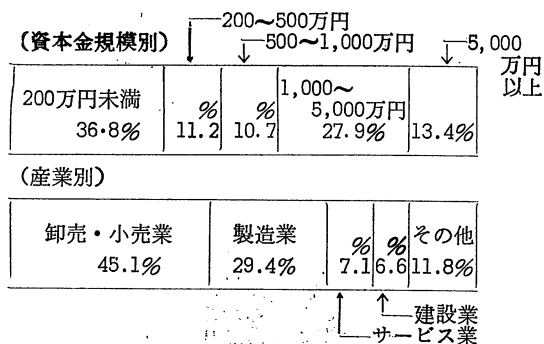 200〜500万円
(資本金規模別)
500〜1,000万円
5,000
万円
以上
200万円未満
36・8%
%
11.2
%
10.7
1,000〜
5,000万円
27.9%
13.4%
(産業別)
卸売・小売業
45.1%
製造業
29.4%
%
7.1
%
6.6
その他
11.8%
建設業
サービス業